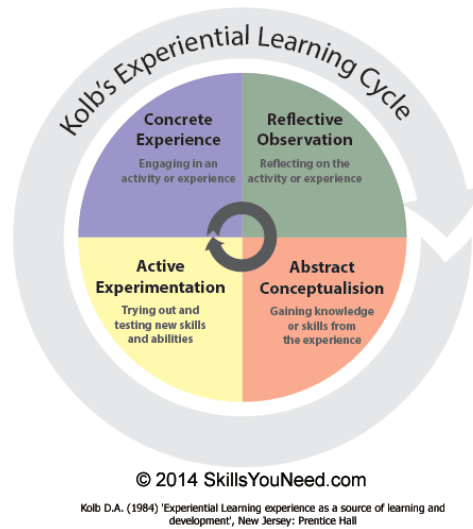 Kolb's Experiential Learning Cycle
Concrete
Experience
Engaging in an
activity or experience
Reflective
Observation
Reflecting on the
activity or experience
Active
Experimentation
Trying out and
testing new skills
and abilities
Abstract
Conceptualision
Gaining knowledge
or skills from
the experience
© 2014 SkillsYouNeed.com
Kolb D.A. (1984) 'Experiential Learning experience as a source of learning and
development', New Jersey: Prentice Hall